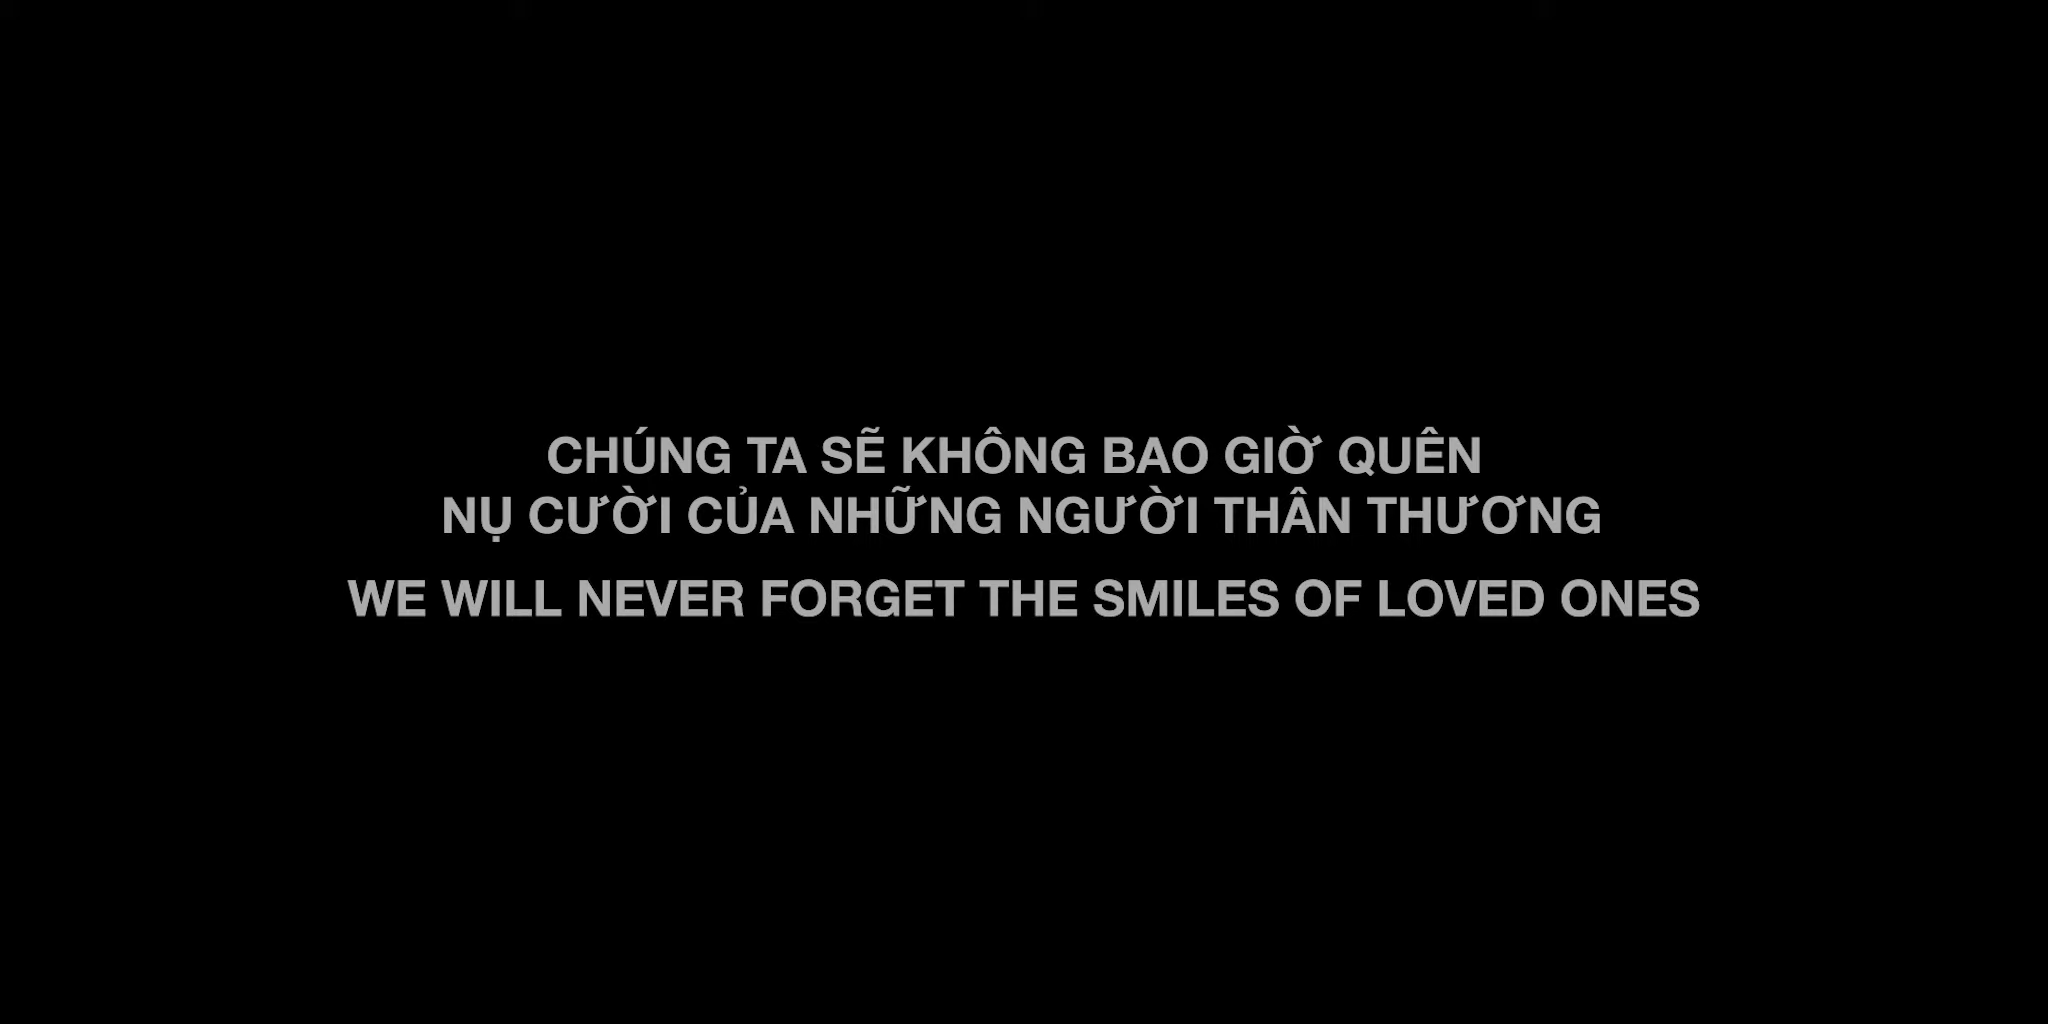 CHÚNG TA SẼ KHÔNG BAO GIỜ QUÊN
NỤ CƯỜI CỦA NHỮNG NGƯỜI THÂN THƯƠNG
WE WILL NEVER FORGET THE SMILES OF LOVED ONES